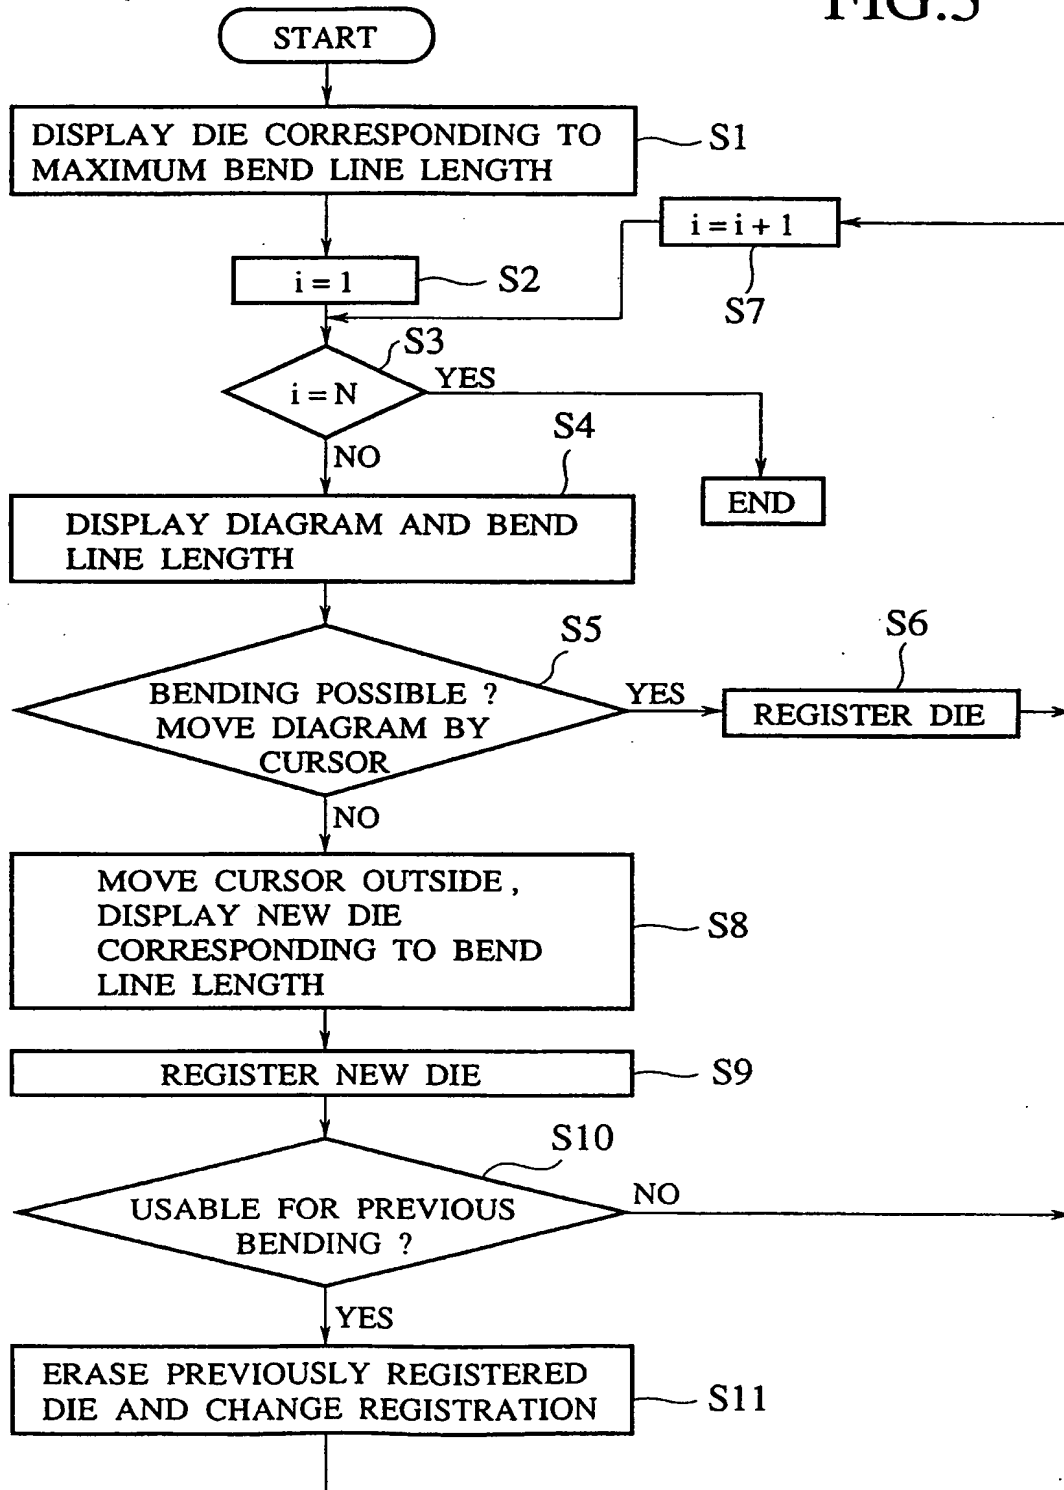 FIG.5
START
DISPLAY DIE CORRESPONDING TO
MAXIMUM BEND LINE LENGTH
S1
i = i + 1
S7
i = 1
S2
S3
i = N
YES
NO
END
S4
DISPLAY DIAGRAM AND BEND
LINE LENGTH
S5
BENDING POSSIBLE ?
MOVE DIAGRAM BY
CURSOR
YES
S6
REGISTER DIE
NO
MOVE CURSOR OUTSIDE ,
DISPLAY NEW DIE
CORRESPONDING TO BEND
LINE LENGTH
S8
REGISTER NEW DIE
S9
S10
USABLE FOR PREVIOUS
BENDING ?
NO
YES
ERASE PREVIOUSLY REGISTERED
DIE AND CHANGE REGISTRATION
S11